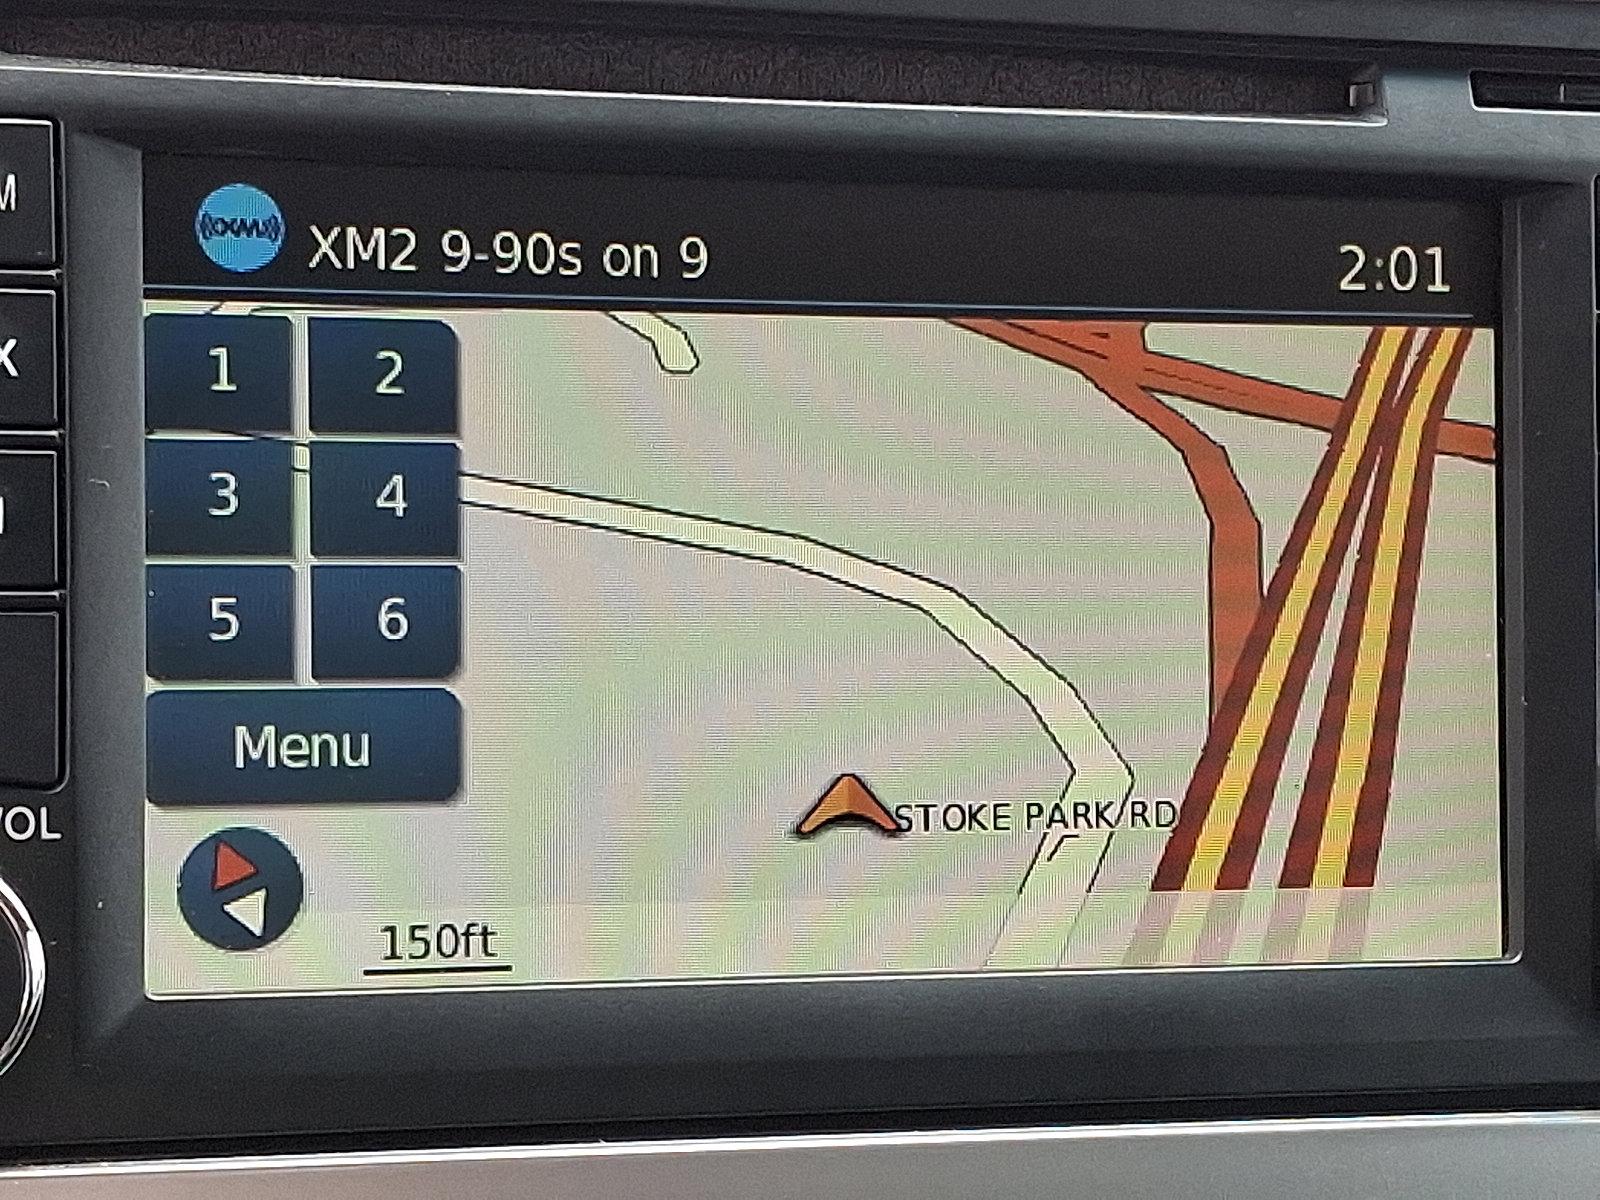 XM2 9-90s on 9
2:01
1
2
3
4
5
6
Menu
STOKE PARK RD
150ft
M
X
VOL